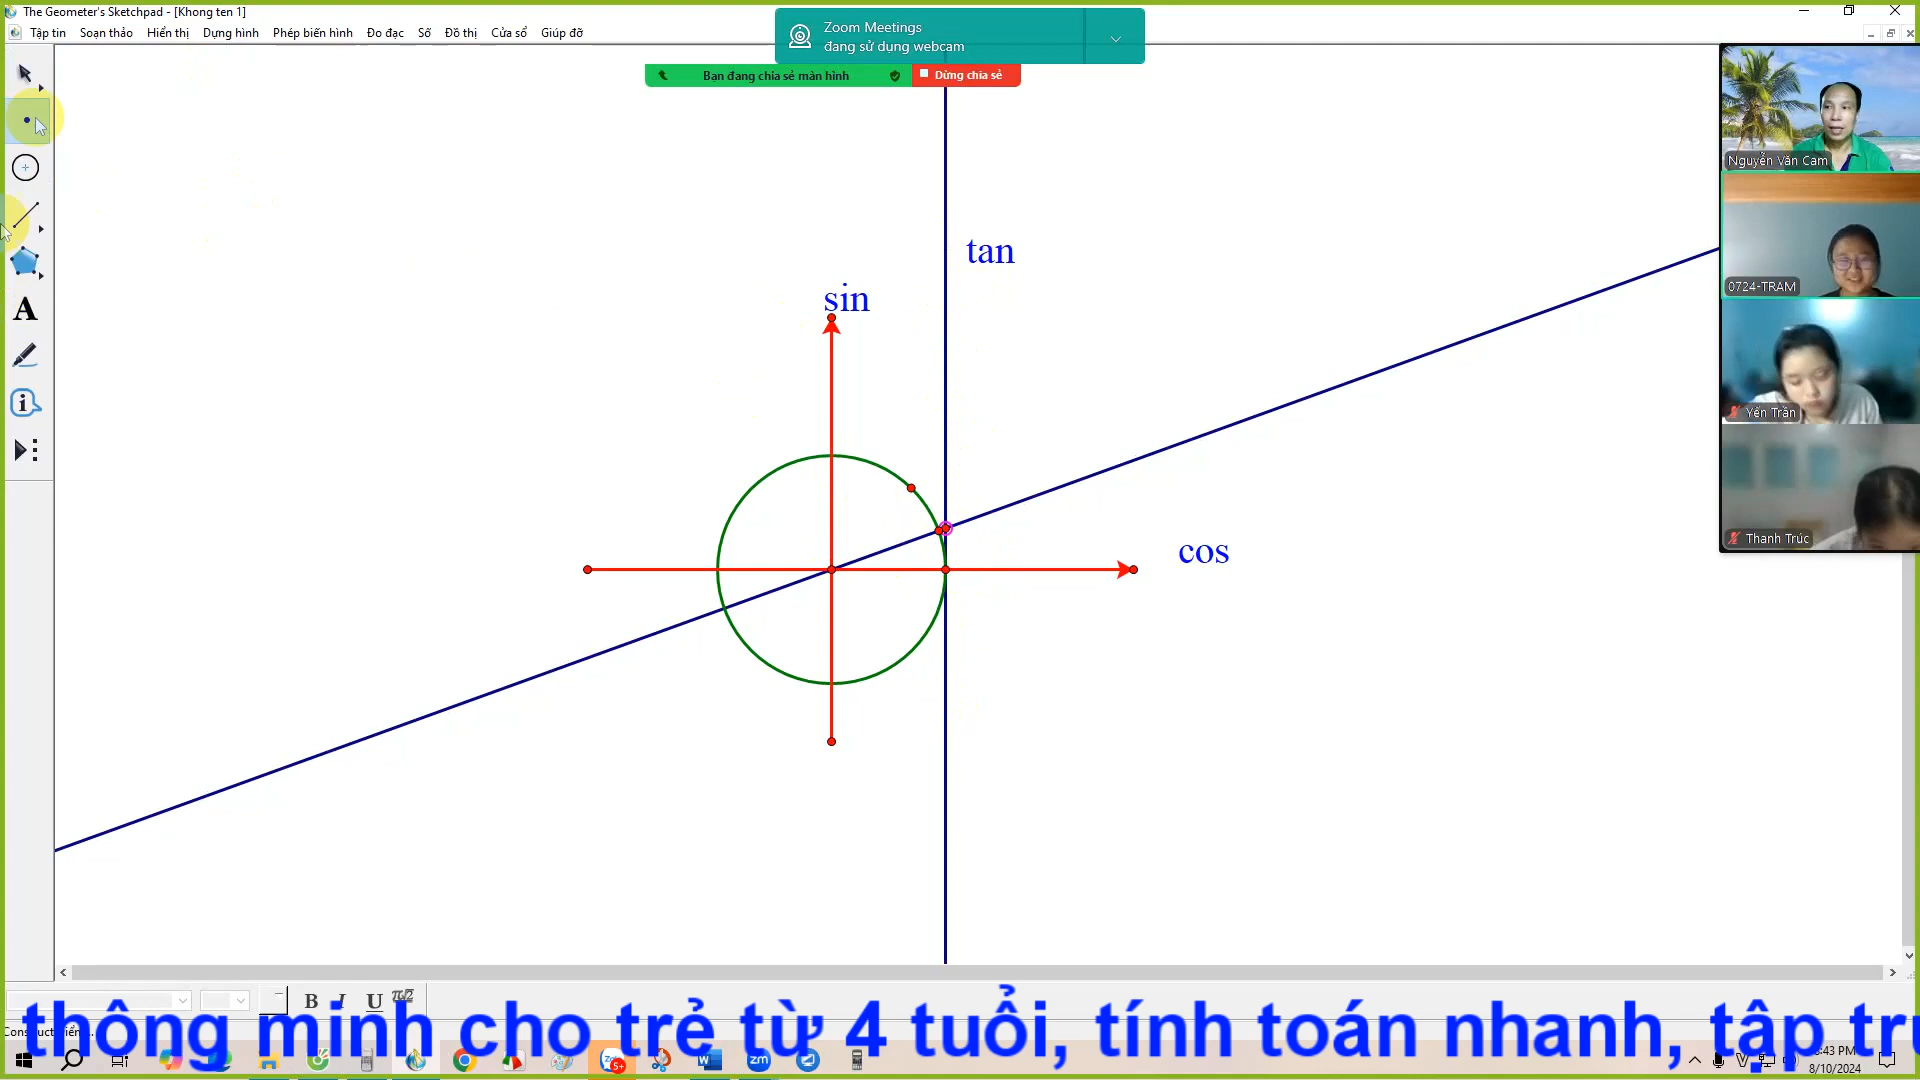 The Geometer's Sketchpad - [Khong ten 1]
Tập tin Soạn thảo Hiển thị Dựng hình Phép biến hình Đo đạc Số Đồ thị Cửa sổ Giúp đỡ
Zoom Meetings
đang sử dụng webcam
Bạn đang chia sẻ màn hình Dừng chia sẻ
Nguyễn Văn Cam
tan
0724-TRAM
sin
A
Yến Trần
cos
Thanh Trúc
B I U
thông minh cho trẻ từ 4 tuổi, tính toán nhanh, tập tru
zm
8/10/2024